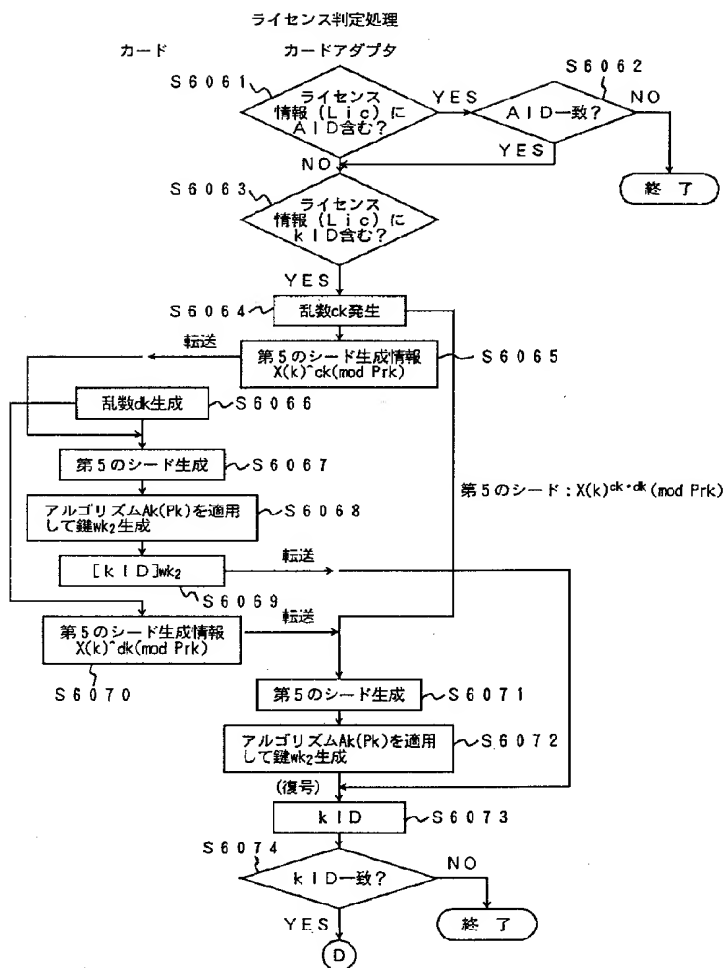 ライセンス判定処理
カード
カードアダプタ
S6061
ライセンス
情報(Lic)に
AID含む?
YES
S6062
AID一致?
NO
YES
終 了
NO
S6063
ライセンス
情報(Lic)に
kID含む?
YES
S6064
乱数ck発生
転送
第5のシード生成情報
X(k)^ck(mod Prk)
S6065
乱数dk生成
S6066
第5のシード生成
S6067
第5のシード:X(k)^ck・dk(mod Prk)
アルゴリズムAk(Pk)を適用
して鍵wk₂生成
S6068
[kID]wk₂
転送
S6069
第5のシード生成情報
X(k)^dk(mod Prk)
転送
S6070
第5のシード生成
S6071
アルゴリズムAk(Pk)を適用
して鍵wk₂生成
S6072
(復号)
kID
S6073
S6074
kID一致?
NO
終 了
YES
D